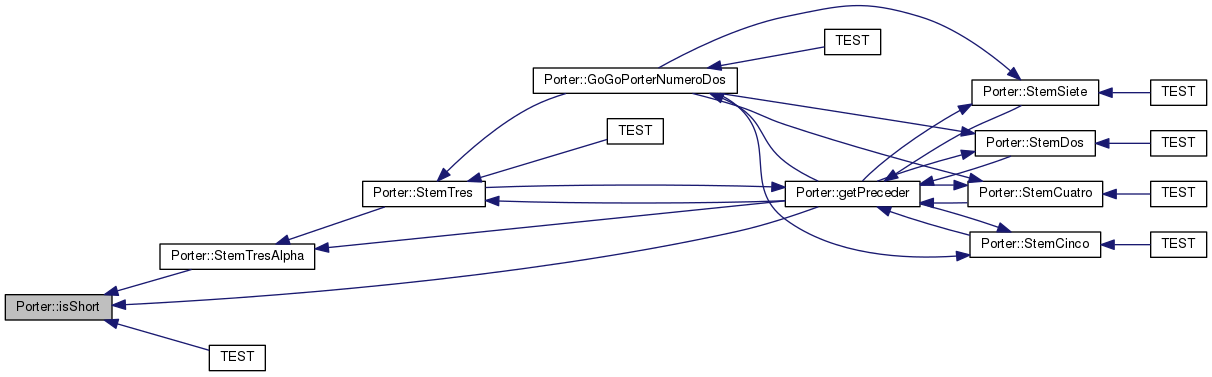 TEST
Porter::GoGoPorterNumeroDos
Porter::StemSiete
TEST
TEST
Porter::StemDos
TEST
Porter::StemTres
Porter::getPreceder
Porter::StemCuatro
TEST
Porter::StemTresAlpha
Porter::StemCinco
TEST
Porter::isShort
TEST